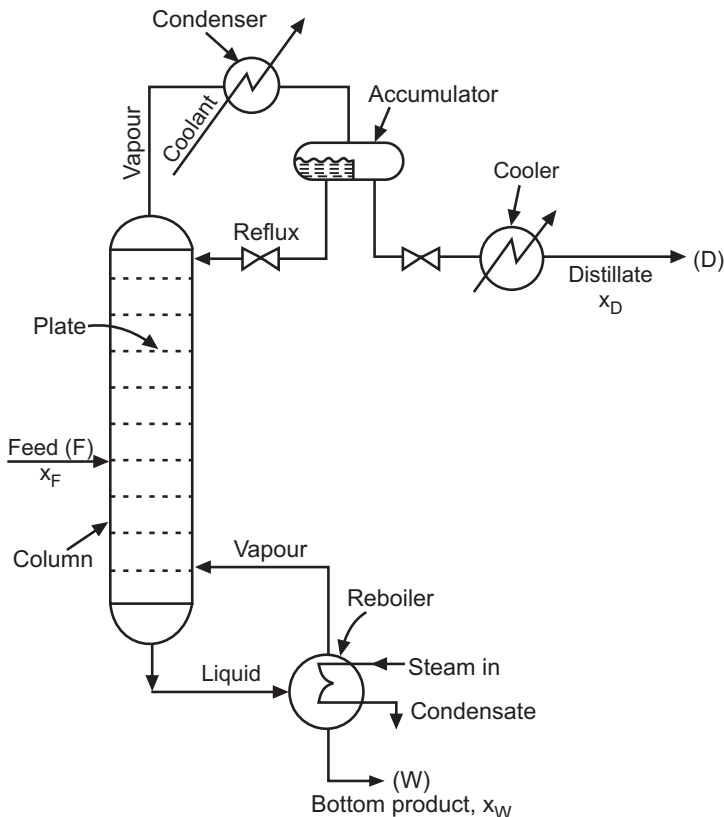 Condenser
Accumulator
Vapour
Coolant
Cooler
Reflux
(D)
Distillate
x_D
Plate
Feed (F)
x_F
Column
Vapour
Reboiler
Steam in
Liquid
Condensate
(W)
Bottom product, x_W